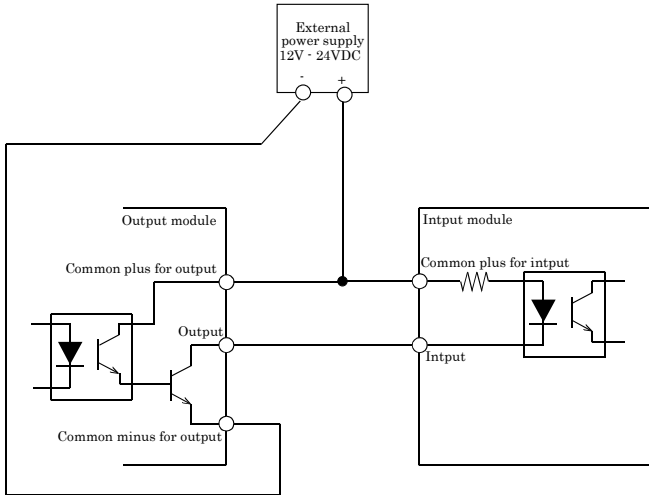 External
power supply
12V - 24VDC
- +
Output module
Intput module
Common plus for output
Common plus for intput
Output
Intput
Common minus for output